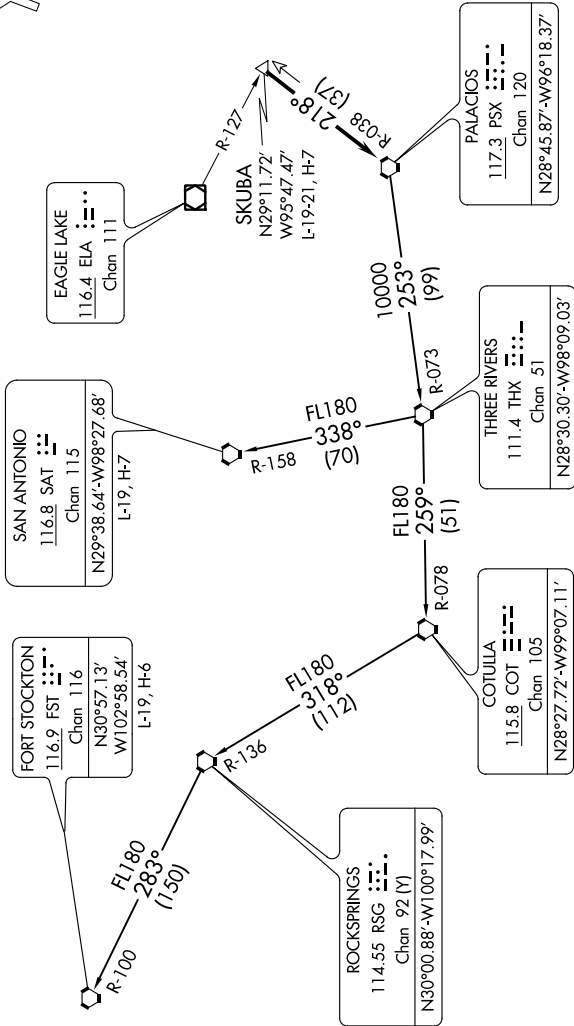 FORT STOCKTON
116.9 FST
Chan 116
N30°57.13'
W102°58.54'
L-19, H-6
SAN ANTONIO
116.8 SAT
Chan 115
N29°38.64'-W98°27.68'
L-19, H-7
EAGLE LAKE
116.4 ELA
Chan 111
R-127
SKUBA
N29°11.72'
W95°47.47'
L-19-21, H-7
218°
(37)
R-038
PALACIOS
117.3 PSX
Chan 120
N28°45.87'-W96°18.37'
10000
253°
(99)
R-073
THREE RIVERS
111.4 THX
Chan 51
N28°30.30'-W98°09.03'
FL180
338°
(70)
R-158
FL180
259°
(51)
R-078
COTULLA
115.8 COT
Chan 105
N28°27.72'-W99°07.11'
FL180
318°
(112)
R-136
ROCKSPRINGS
114.55 RSG
Chan 92 (Y)
N30°00.88'-W100°17.99'
FL180
283°
(150)
R-100